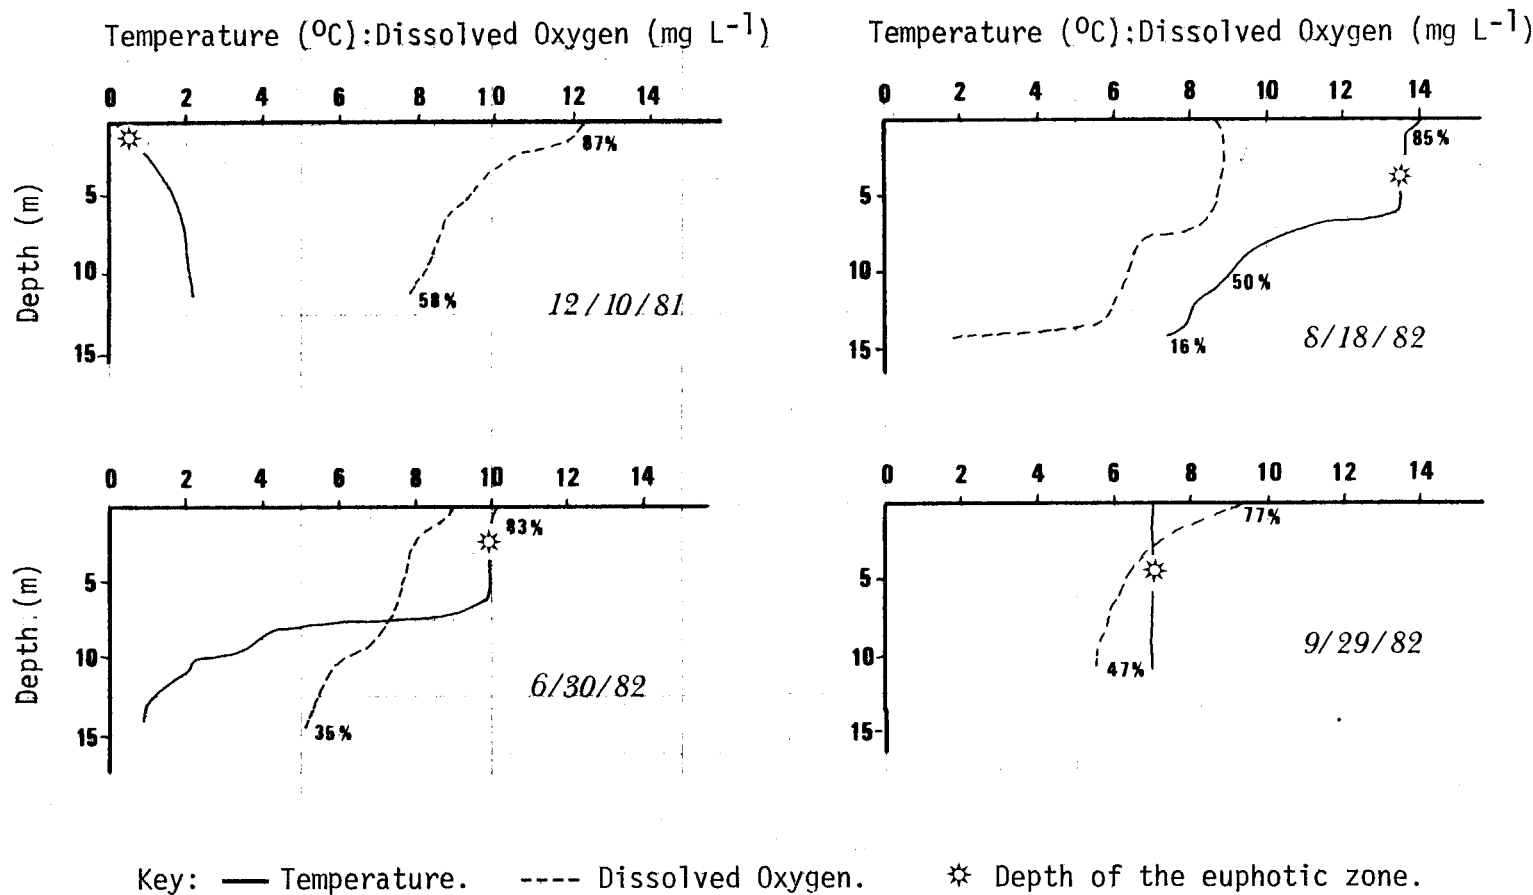 Temperature (ºC):Dissolved Oxygen (mg L-1)
0 2 4 6 8 10 12 14
87%
Depth (m)
5
10
15
58%
12/10/81
Temperature (ºC):Dissolved Oxygen (mg L-1)
0 2 4 6 8 10 12 14
85%
5
10
15
50%
16%
8/18/82
0 2 4 6 8 10 12 14
83%
Depth (m)
5
10
15
35%
6/30/82
0 2 4 6 8 10 12 14
77%
5
10
15
47%
9/29/82
Key: Temperature. Dissolved Oxygen. Depth of the euphotic zone.